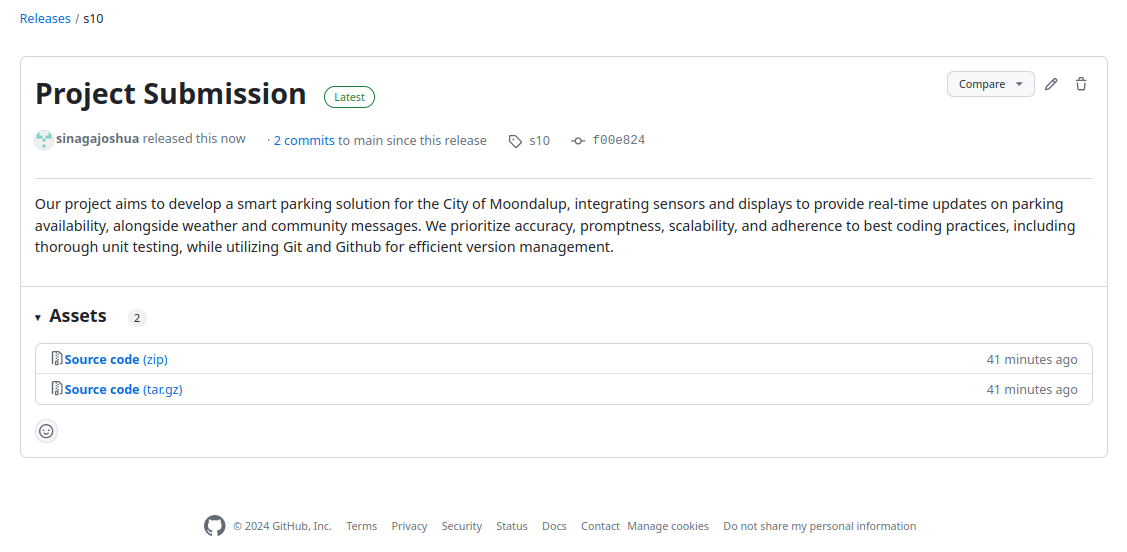 Releases / s10
Project Submission Latest Compare
sinagajoshua released this now · 2 commits to main since this release s10 f00e824
Our project aims to develop a smart parking solution for the City of Moondalup, integrating sensors and displays to provide real-time updates on parking
availability, alongside weather and community messages. We prioritize accuracy, promptness, scalability, and adherence to best coding practices, including
thorough unit testing, while utilizing Git and Github for efficient version management.
Assets 2
Source code (zip) 41 minutes ago
Source code (tar.gz) 41 minutes ago
© 2024 GitHub, Inc. Terms Privacy Security Status Docs Contact Manage cookies Do not share my personal information